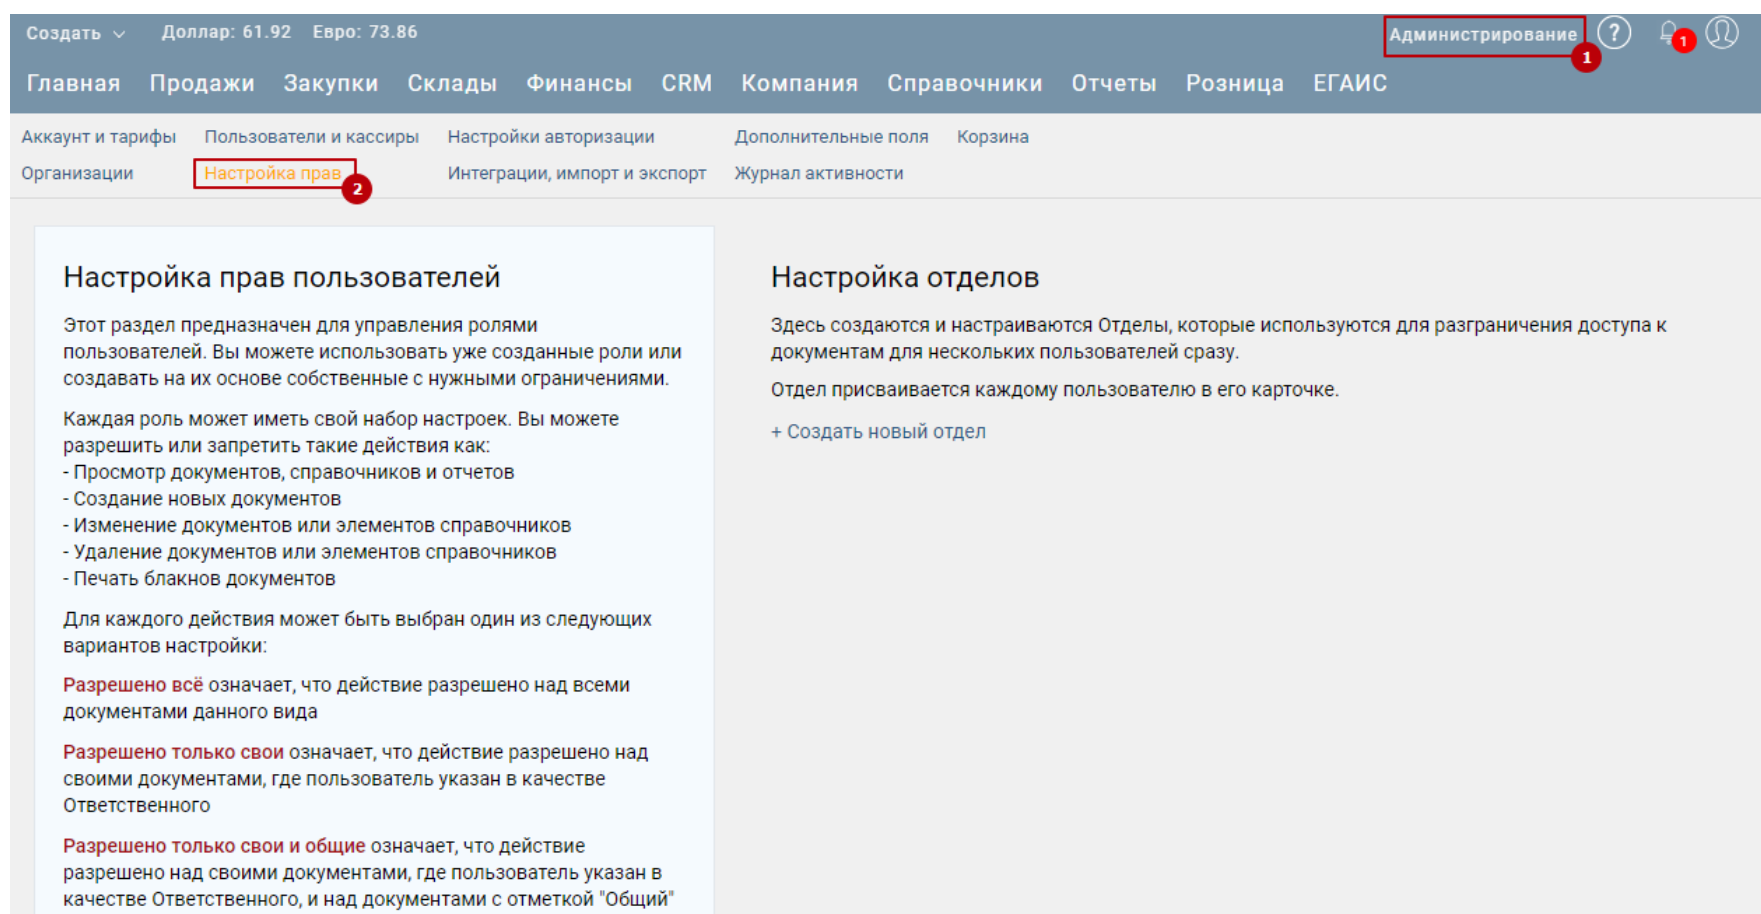 Создать Доллар: 61.92 Евро: 73.86 Администрирование ? 1
1
Главная Продажи Закупки Склады Финансы CRM Компания Справочники Отчеты Розница ЕГАИС
Аккаунт и тарифы Пользователи и кассиры Настройки авторизации Дополнительные поля Корзина
Организации Настройка прав Интеграции, импорт и экспорт Журнал активности
2
Настройка прав пользователей
Этот раздел предназначен для управления ролями
пользователей. Вы можете использовать уже созданные роли или
создавать на их основе собственные с нужными ограничениями.
Каждая роль может иметь свой набор настроек. Вы можете
разрешить или запретить такие действия как:
- Просмотр документов, справочников и отчетов
- Создание новых документов
- Изменение документов или элементов справочников
- Удаление документов или элементов справочников
- Печать блакнов документов
Для каждого действия может быть выбран один из следующих
вариантов настройки:
Разрешено всё означает, что действие разрешено над всеми
документами данного вида
Разрешено только свои означает, что действие разрешено над
своими документами, где пользователь указан в качестве
Ответственного
Разрешено только свои и общие означает, что действие
разрешено над своими документами, где пользователь указан в
качестве Ответственного, и над документами с отметкой "Общий"
Настройка отделов
Здесь создаются и настраиваются Отделы, которые используются для разграничения доступа к
документам для нескольких пользователей сразу.
Отдел присваивается каждому пользователю в его карточке.
+ Создать новый отдел